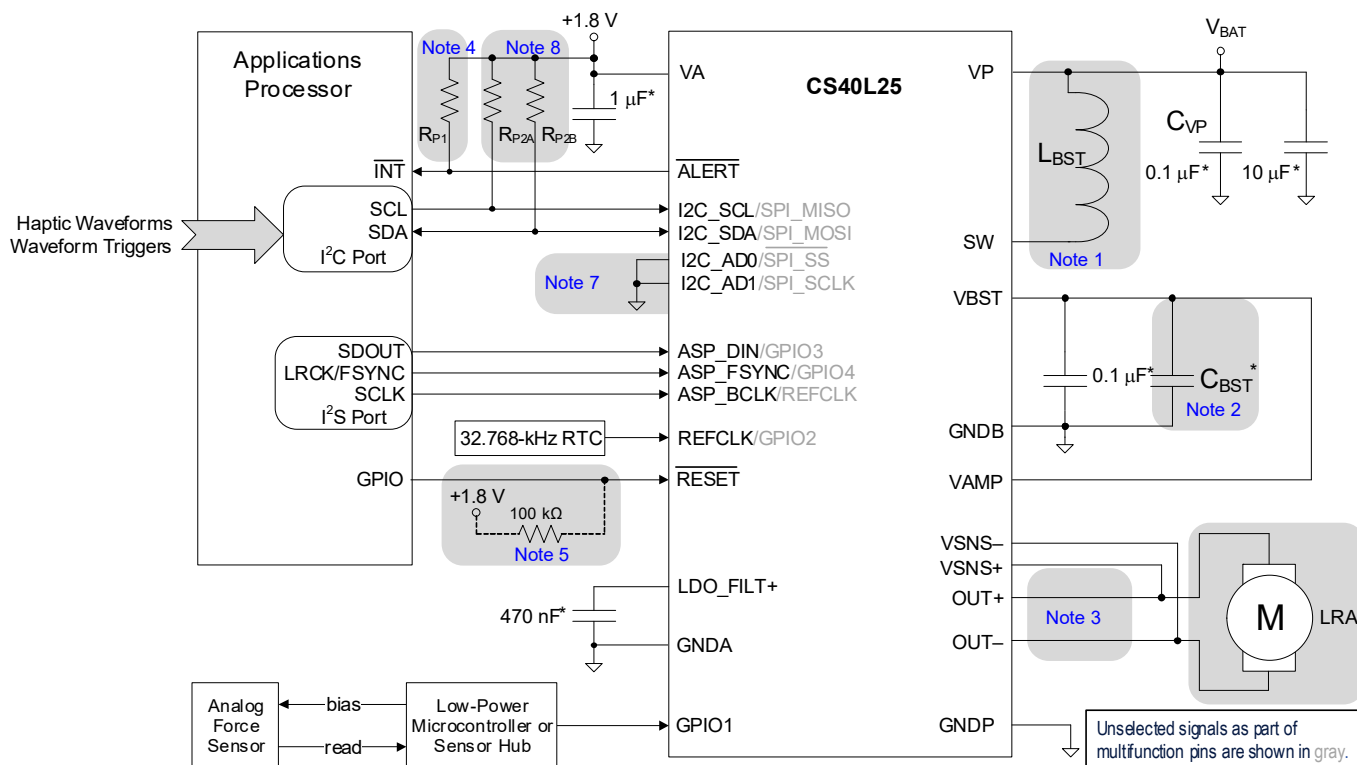 +1.8 V
Note 4
Note 8
V_BAT
Applications
Processor
VA
CS40L25
VP
1 µF*
R_P1
R_P2A
R_P2B
L_BST
C_VP
0.1 µF*
10 µF*
INT
ALERT
Haptic Waveforms
Waveform Triggers
SCL
I2C_SCL/SPI_MISO
SDA
I2C_SDA/SPI_MOSI
SW
I²C Port
Note 1
Note 7
I2C_AD0/SPI_SS
I2C_AD1/SPI_SCLK
VBST
SDOUT
ASP_DIN/GPIO3
LRCK/FSYNC
ASP_FSYNC/GPIO4
SCLK
ASP_BCLK/REFCLK
I²S Port
0.1 µF*
C_BST*
Note 2
32.768-kHz RTC
REFCLK/GPIO2
GNDB
GPIO
RESET
VAMP
+1.8 V
100 kΩ
Note 5
VSNS–
VSNS+
LDO_FILT+
OUT+
470 nF*
Note 3
M
LRA
GNDA
OUT–
Analog
Force
Sensor
bias
read
Low-Power
Microcontroller or
Sensor Hub
GPIO1
GNDP
Unselected signals as part of
multifunction pins are shown in gray.